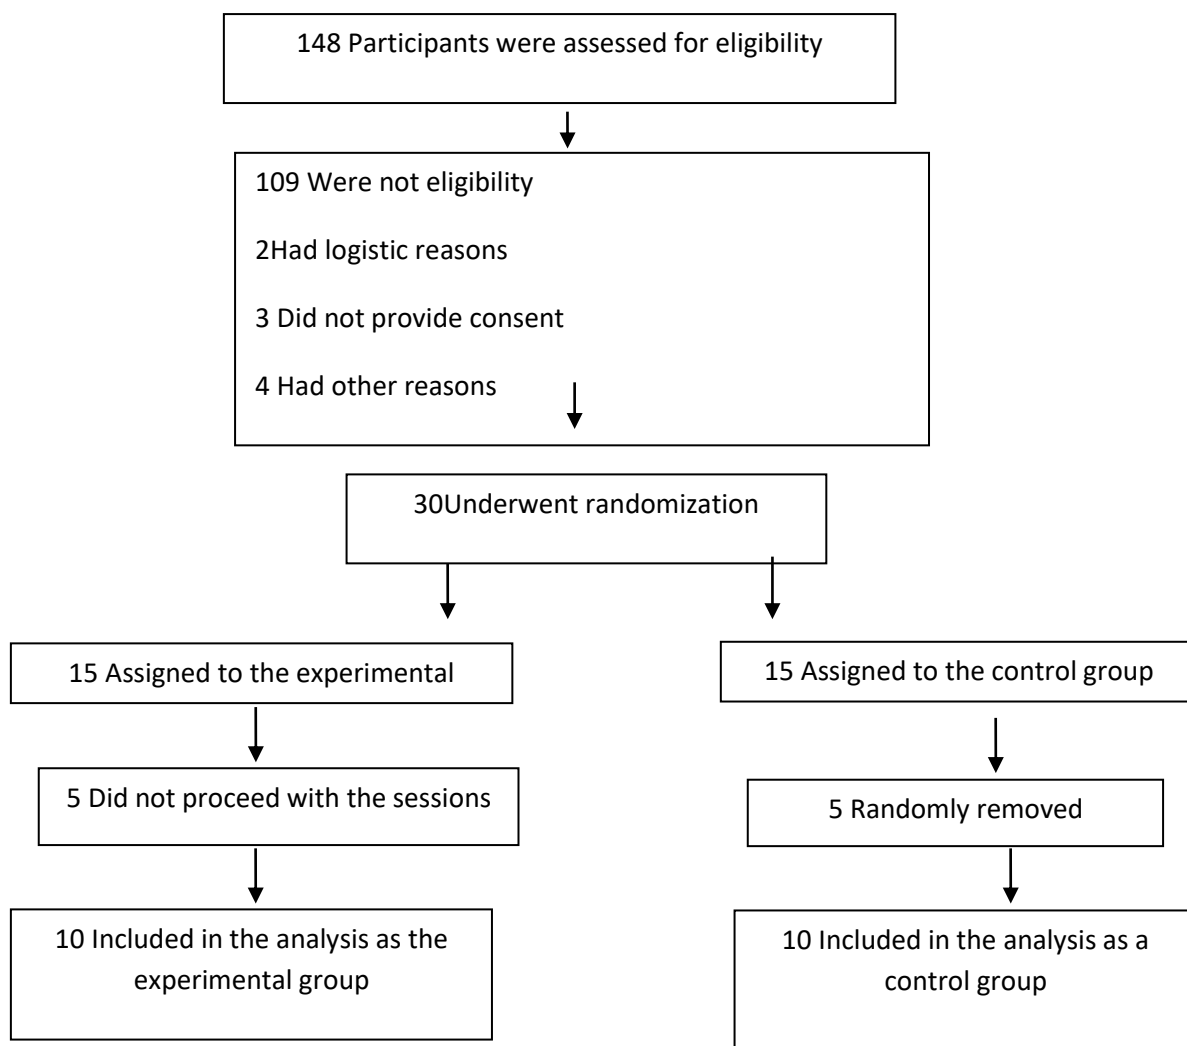 148 Participants were assessed for eligibility
109 Were not eligibility
2Had logistic reasons
3 Did not provide consent
4 Had other reasons
30Underwent randomization
15 Assigned to the experimental
15 Assigned to the control group
5 Did not proceed with the sessions
5 Randomly removed
10 Included in the analysis as the
experimental group
10 Included in the analysis as a
control group